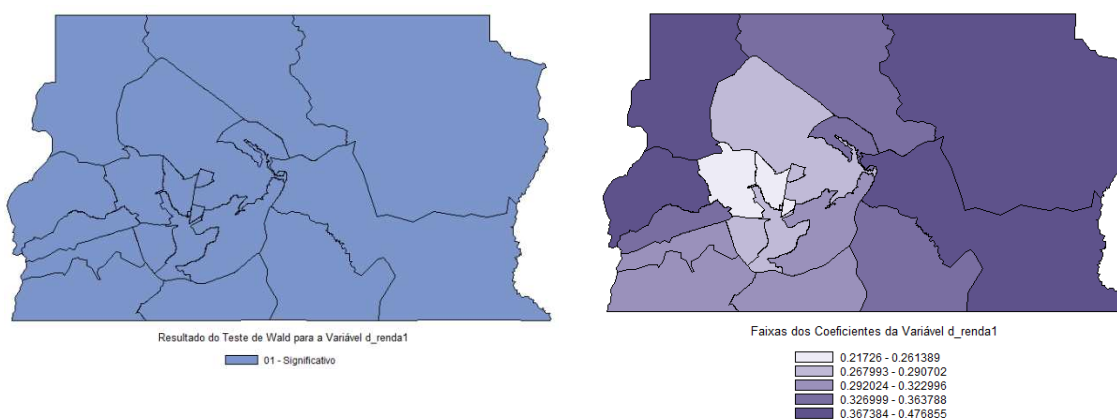 Resultado do Teste de Wald para a Variável d_renda1
01 - Significativo
Faixas dos Coeficientes da Variável d_renda1
0.21726 - 0.261389
0.267993 - 0.290702
0.292024 - 0.322996
0.326999 - 0.363788
0.367384 - 0.476855